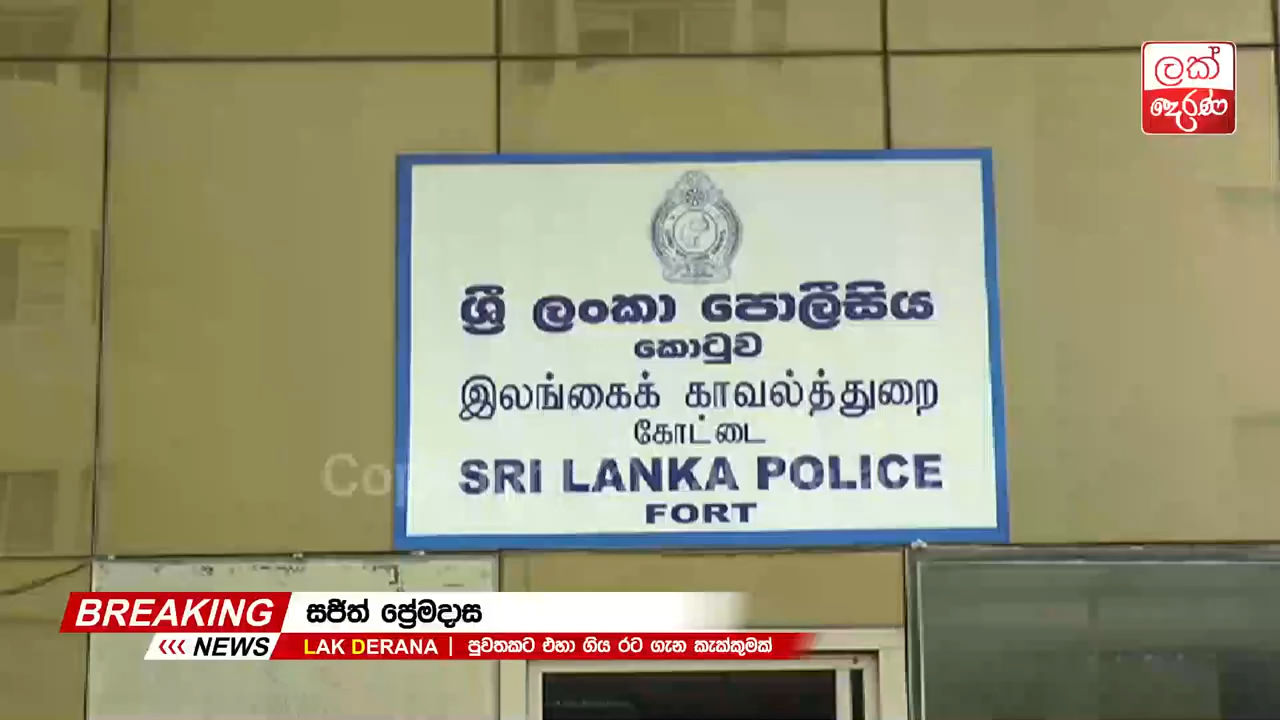 ලක්
දෙරණ
ශ්‍රී ලංකා පොලීසිය
කොටුව
இலங்கைக் காவல்த்துறை
கோட்டை
SRI LANKA POLICE
FORT
BREAKING
NEWS
සජිත් ප්‍රේමදාස
LAK DERANA | පුවතකට එහා ගිය රට ගැන කැක්කුමක්